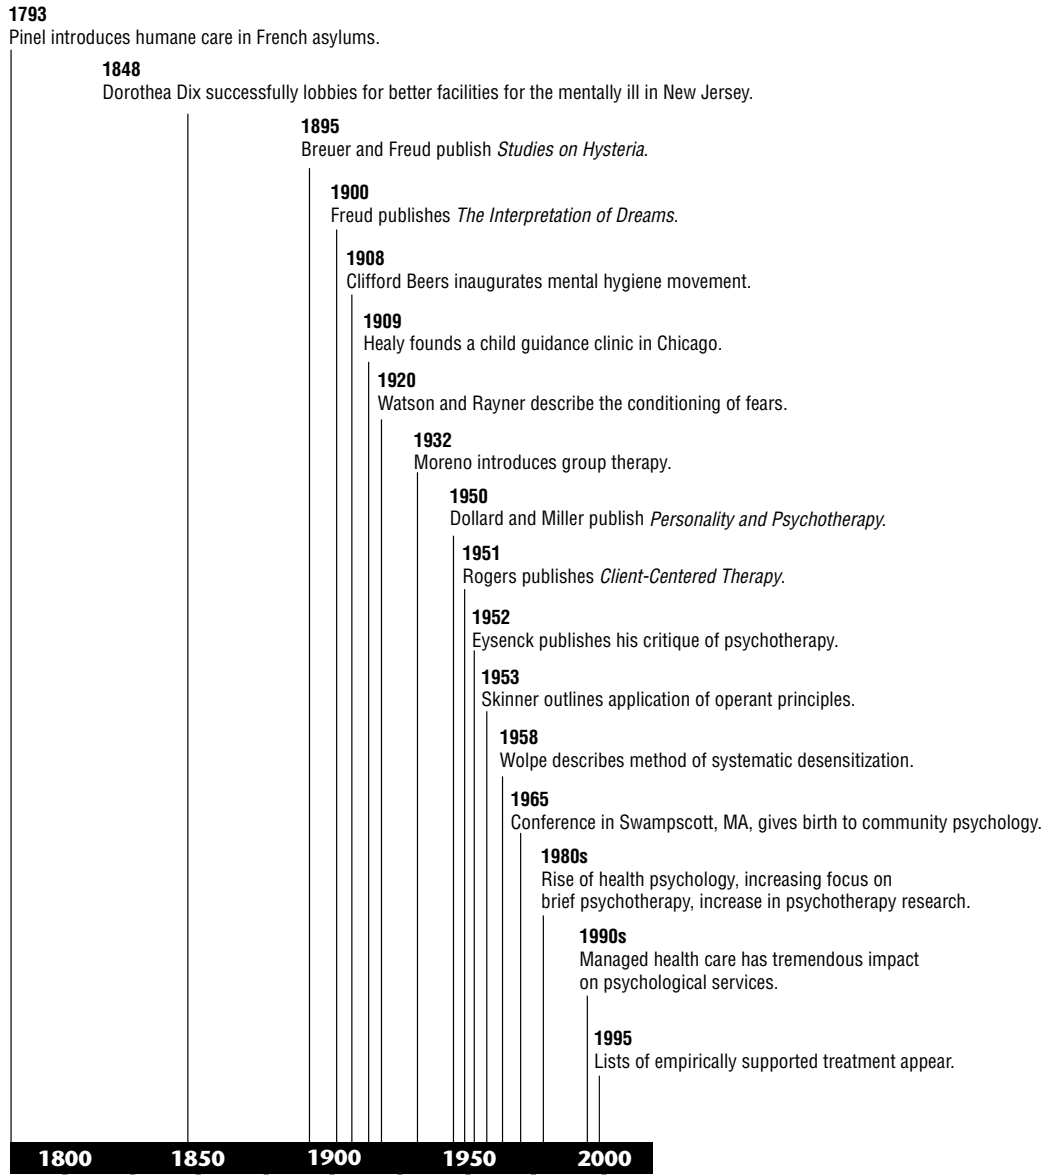 1793
Pinel introduces humane care in French asylums.
1848
Dorothea Dix successfully lobbies for better facilities for the mentally ill in New Jersey.
1895
Breuer and Freud publish Studies on Hysteria.
1900
Freud publishes The Interpretation of Dreams.
1908
Clifford Beers inaugurates mental hygiene movement.
1909
Healy founds a child guidance clinic in Chicago.
1920
Watson and Rayner describe the conditioning of fears.
1932
Moreno introduces group therapy.
1950
Dollard and Miller publish Personality and Psychotherapy.
1951
Rogers publishes Client-Centered Therapy.
1952
Eysenck publishes his critique of psychotherapy.
1953
Skinner outlines application of operant principles.
1958
Wolpe describes method of systematic desensitization.
1965
Conference in Swampscott, MA, gives birth to community psychology.
1980s
Rise of health psychology, increasing focus on
brief psychotherapy, increase in psychotherapy research.
1990s
Managed health care has tremendous impact
on psychological services.
1995
Lists of empirically supported treatment appear.
1800 1850 1900 1950 2000